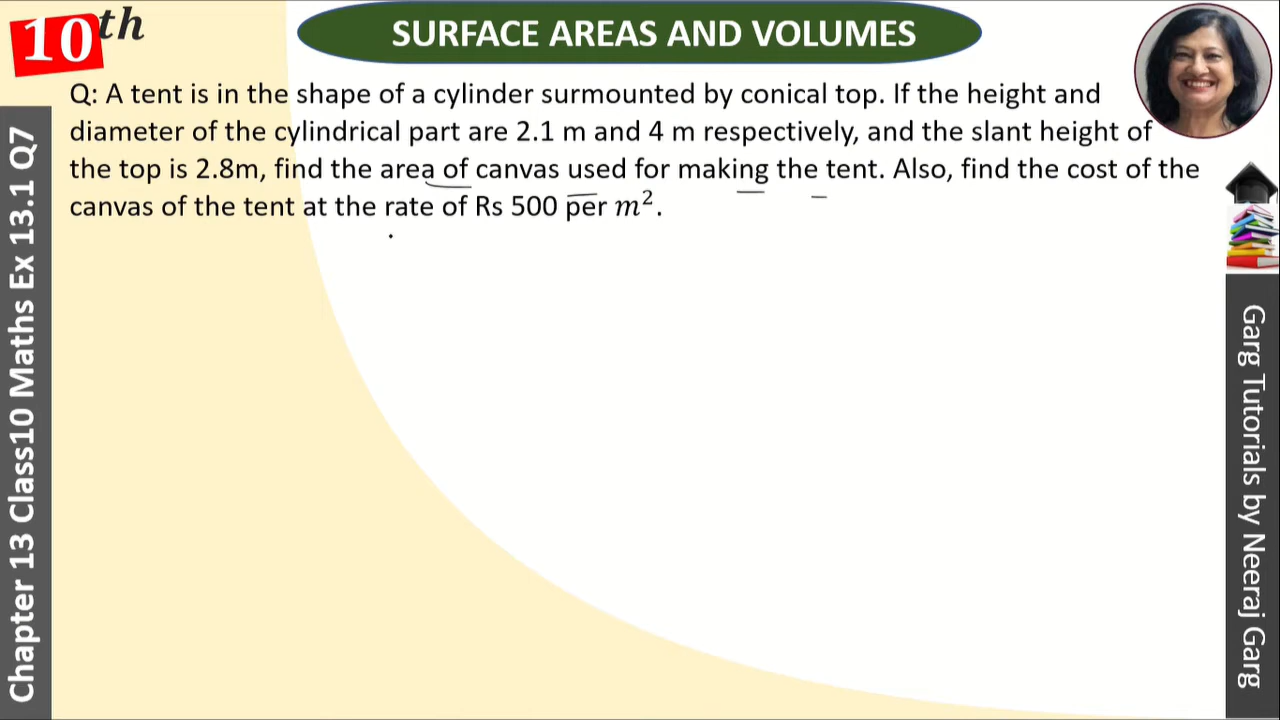 10th
SURFACE AREAS AND VOLUMES
Q: A tent is in the shape of a cylinder surmounted by conical top. If the height and
diameter of the cylindrical part are 2.1 m and 4 m respectively, and the slant height of
the top is 2.8m, find the area of canvas used for making the tent. Also, find the cost of the
canvas of the tent at the rate of Rs 500 per m².
Chapter 13 Class10 Maths Ex 13.1 Q7
Garg Tutorials by Neeraj Garg